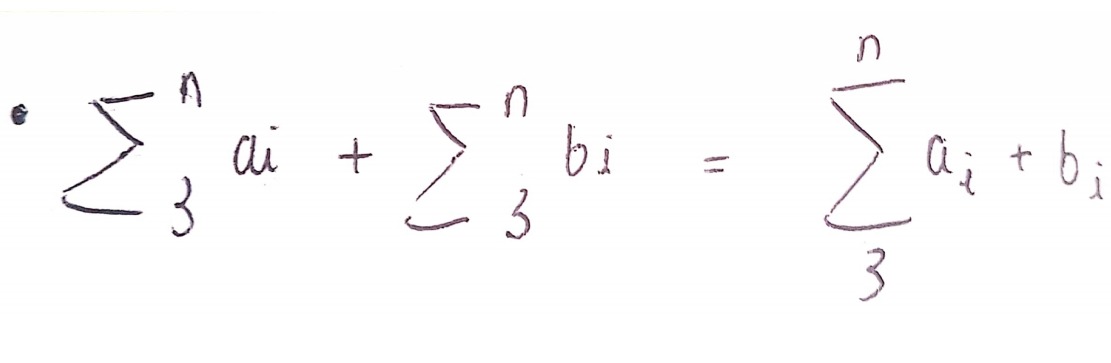 • ∑₃ⁿ ai + ∑₃ⁿ bi = ∑₃ⁿ aᵢ + bᵢ